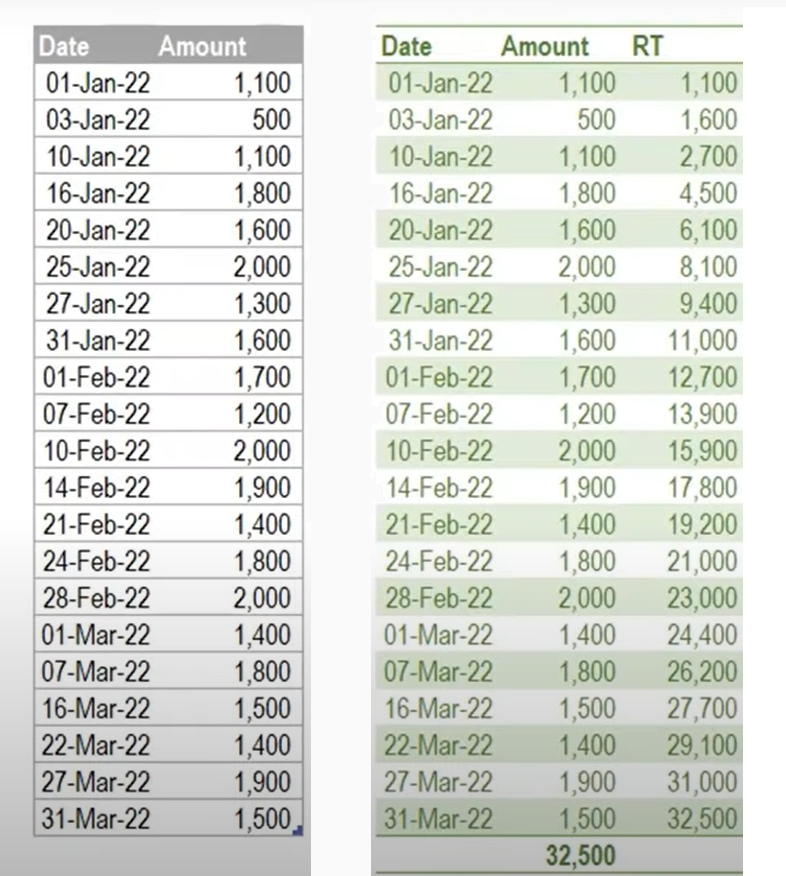 Date Amount
01-Jan-22 1,100
03-Jan-22 500
10-Jan-22 1,100
16-Jan-22 1,800
20-Jan-22 1,600
25-Jan-22 2,000
27-Jan-22 1,300
31-Jan-22 1,600
01-Feb-22 1,700
07-Feb-22 1,200
10-Feb-22 2,000
14-Feb-22 1,900
21-Feb-22 1,400
24-Feb-22 1,800
28-Feb-22 2,000
01-Mar-22 1,400
07-Mar-22 1,800
16-Mar-22 1,500
22-Mar-22 1,400
27-Mar-22 1,900
31-Mar-22 1,500
Date Amount RT
01-Jan-22 1,100 1,100
03-Jan-22 500 1,600
10-Jan-22 1,100 2,700
16-Jan-22 1,800 4,500
20-Jan-22 1,600 6,100
25-Jan-22 2,000 8,100
27-Jan-22 1,300 9,400
31-Jan-22 1,600 11,000
01-Feb-22 1,700 12,700
07-Feb-22 1,200 13,900
10-Feb-22 2,000 15,900
14-Feb-22 1,900 17,800
21-Feb-22 1,400 19,200
24-Feb-22 1,800 21,000
28-Feb-22 2,000 23,000
01-Mar-22 1,400 24,400
07-Mar-22 1,800 26,200
16-Mar-22 1,500 27,700
22-Mar-22 1,400 29,100
27-Mar-22 1,900 31,000
31-Mar-22 1,500 32,500
32,500